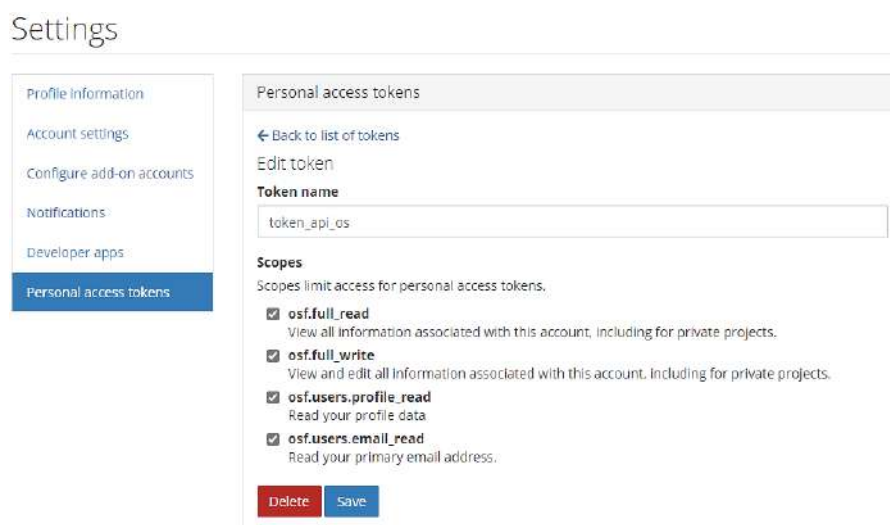 Settings
Profile information
Account settings
Configure add-on accounts
Notifications
Developer apps
Personal access tokens
Personal access tokens
Back to list of tokens
Edit token
Token name
token_api_os
Scopes
Scopes limit access for personal access tokens.
osf.full_read
View all information associated with this account, including for private projects.
osf.full_write
View and edit all information associated with this account, including for private projects.
osf.users.profile_read
Read your profile data
osf.users.email_read
Read your primary email address.
Delete Save